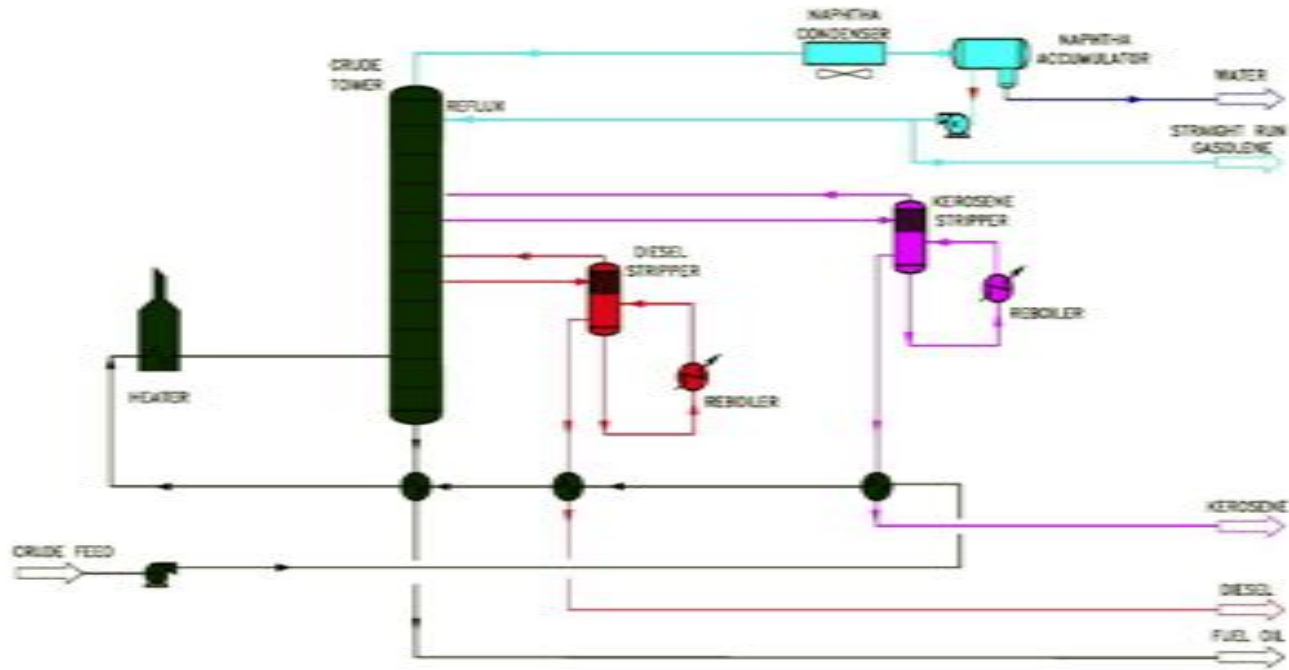 NAPHTHA
CONDENSER
NAPHTHA
ACCUMULATOR
CRUDE
TOWER
WATER
REFLUX
STRAIGHT RUN
GASOLENE
KEROSENE
STRIPPER
DIESEL
STRIPPER
REBOILER
HEATER
REBOILER
KEROSENE
CRUDE FEED
DIESEL
FUEL OIL